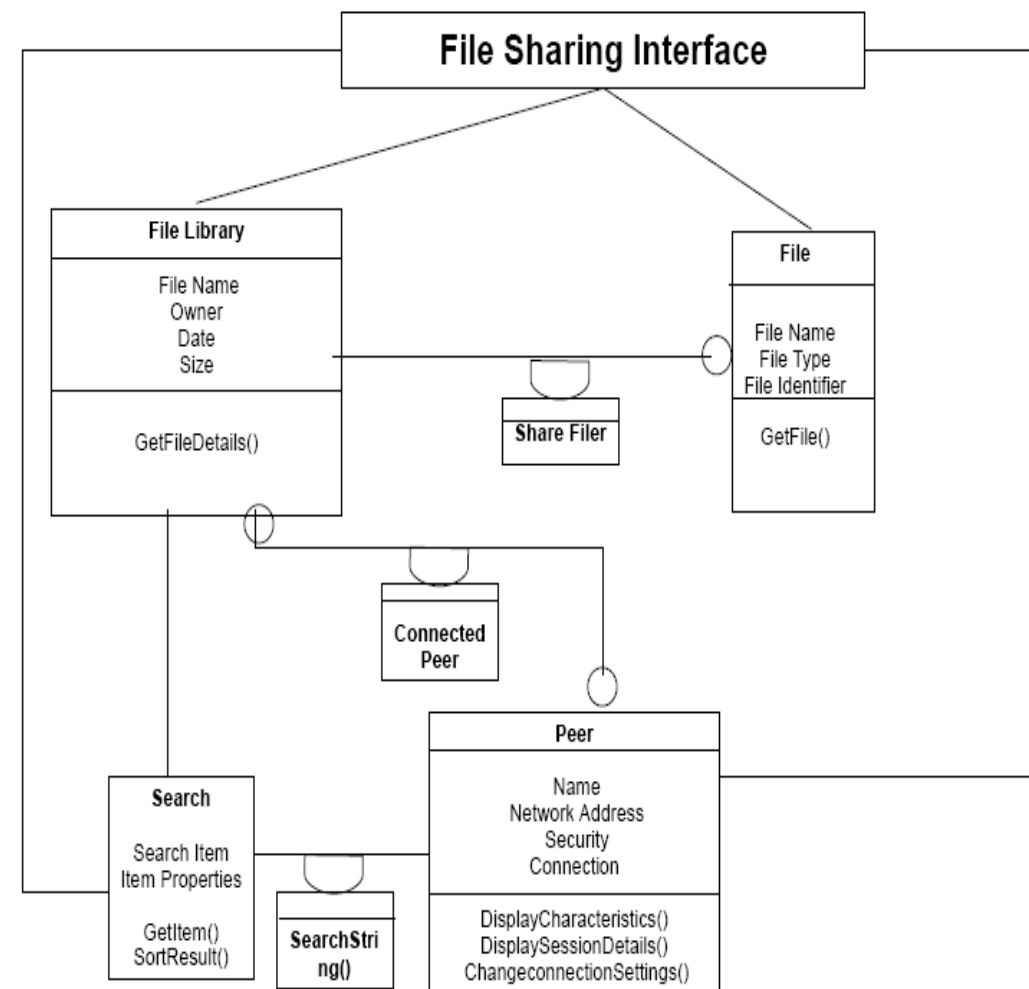 File Sharing Interface
File Library
File Name
Owner
Date
Size
GetFileDetails()
File
File Name
File Type
File Identifier
GetFile()
Share Filer
Connected
Peer
Search
Search Item
Item Properties
GetItem()
SortResult()
SearchStri
ng()
Peer
Name
Network Address
Security
Connection
DisplayCharacteristics()
DisplaySessionDetails()
ChangeconnectionSettings()